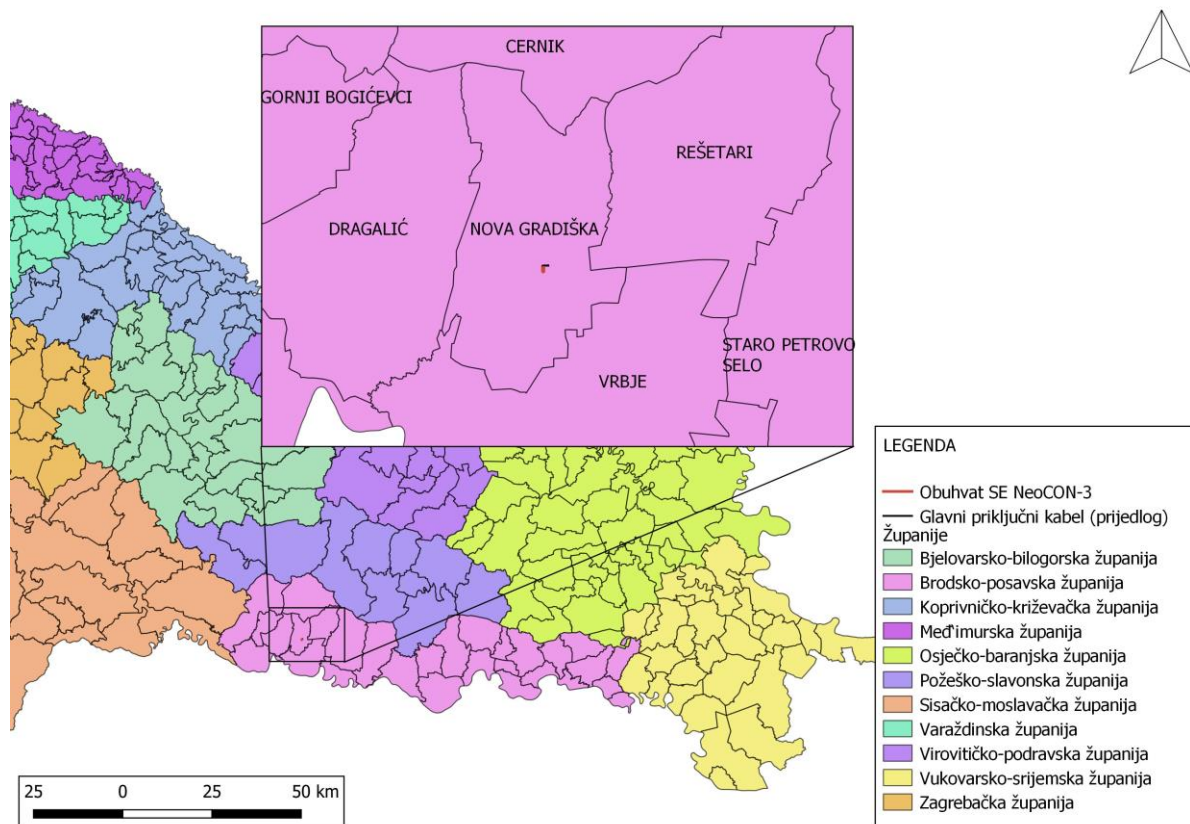 CERNIK
GORNJI BOGIĆEVCI
REŠETARI
DRAGALIĆ
NOVA GRADIŠKA
STARO PETROVO
SELO
VRBJE
LEGENDA
Obuhvat SE NeoCON-3
Glavni priključni kabel (prijedlog)
Županije
Bjelovarsko-bilogorska županija
Brodsko-posavska županija
Koprivničko-križevačka županija
Međimurska županija
Osječko-baranjska županija
Požeško-slavonska županija
Sisačko-moslavačka županija
Varaždinska županija
Virovitičko-podravska županija
Vukovarsko-srijemska županija
Zagrebačka županija
25 0 25 50 km